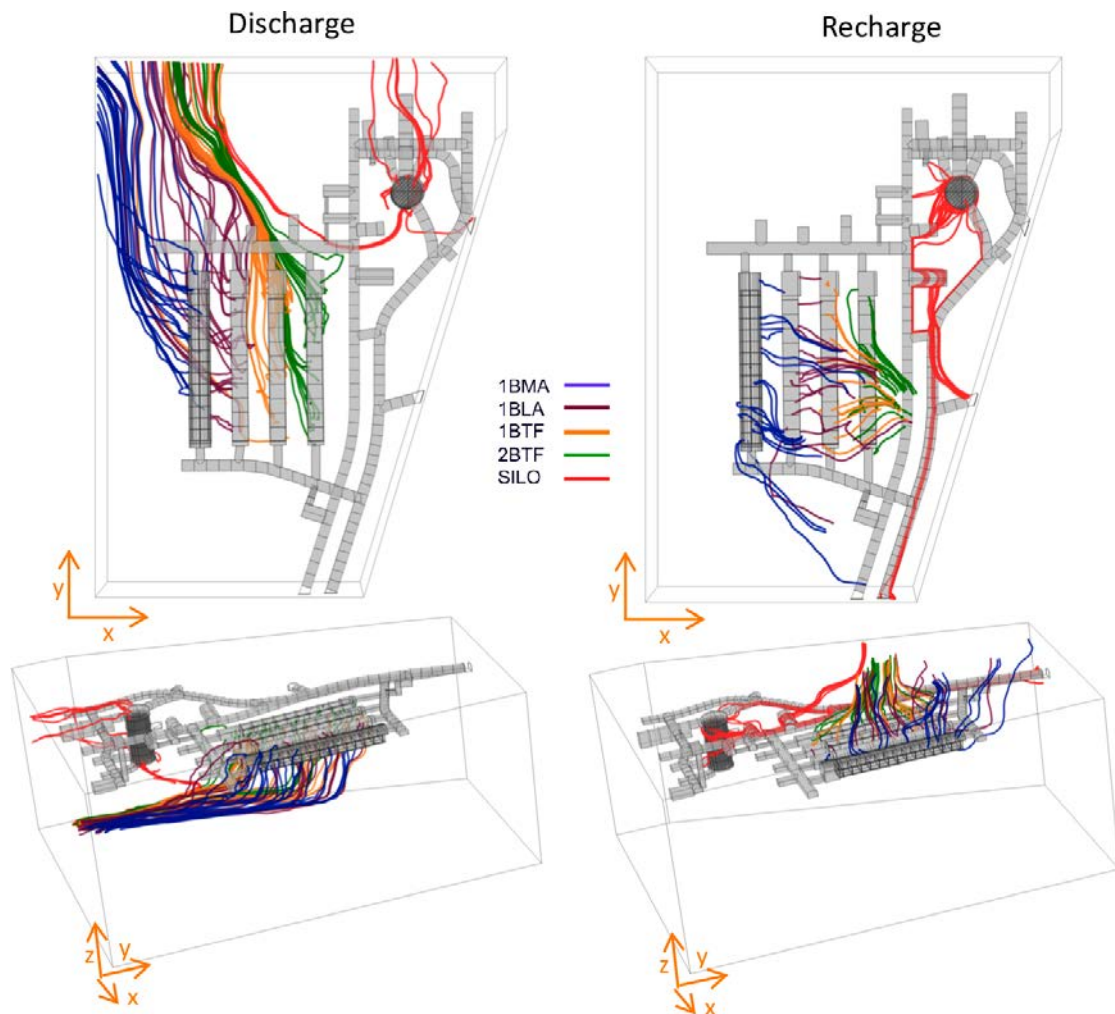 Discharge
Recharge
1BMA
1BLA
1BTF
2BTF
SILO
y
x
y
x
z
y
x
z
y
x